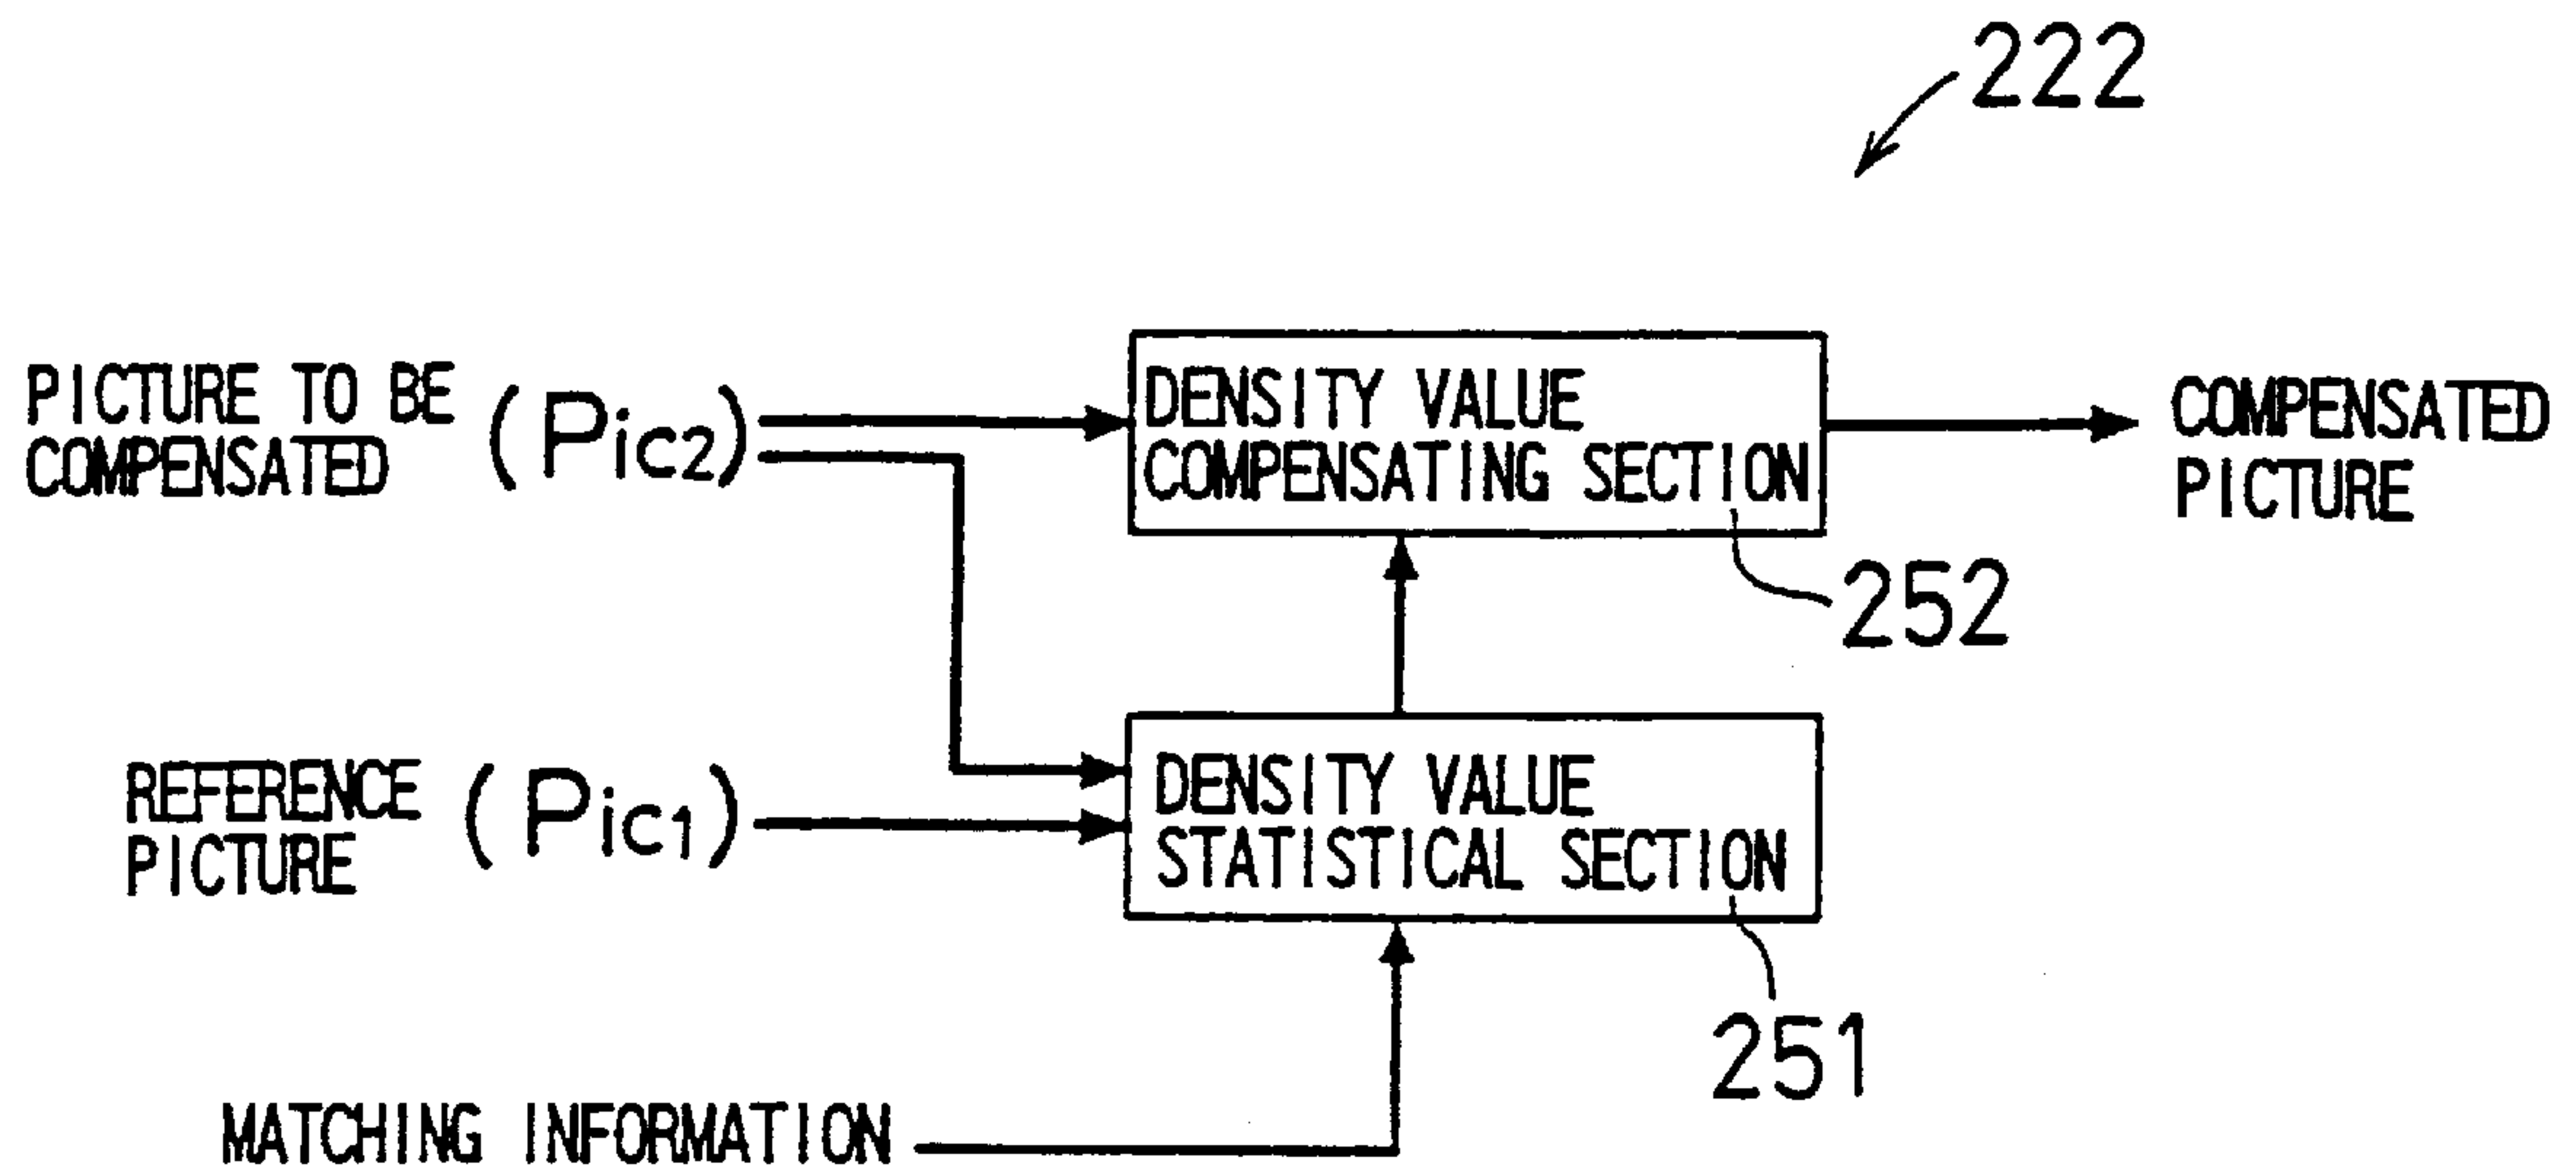 222
PICTURE TO BE
COMPENSATED
(Pic2)
DENSITY VALUE
COMPENSATING SECTION
COMPENSATED
PICTURE
252
REFERENCE
PICTURE
(Pic1)
DENSITY VALUE
STATISTICAL SECTION
251
MATCHING INFORMATION